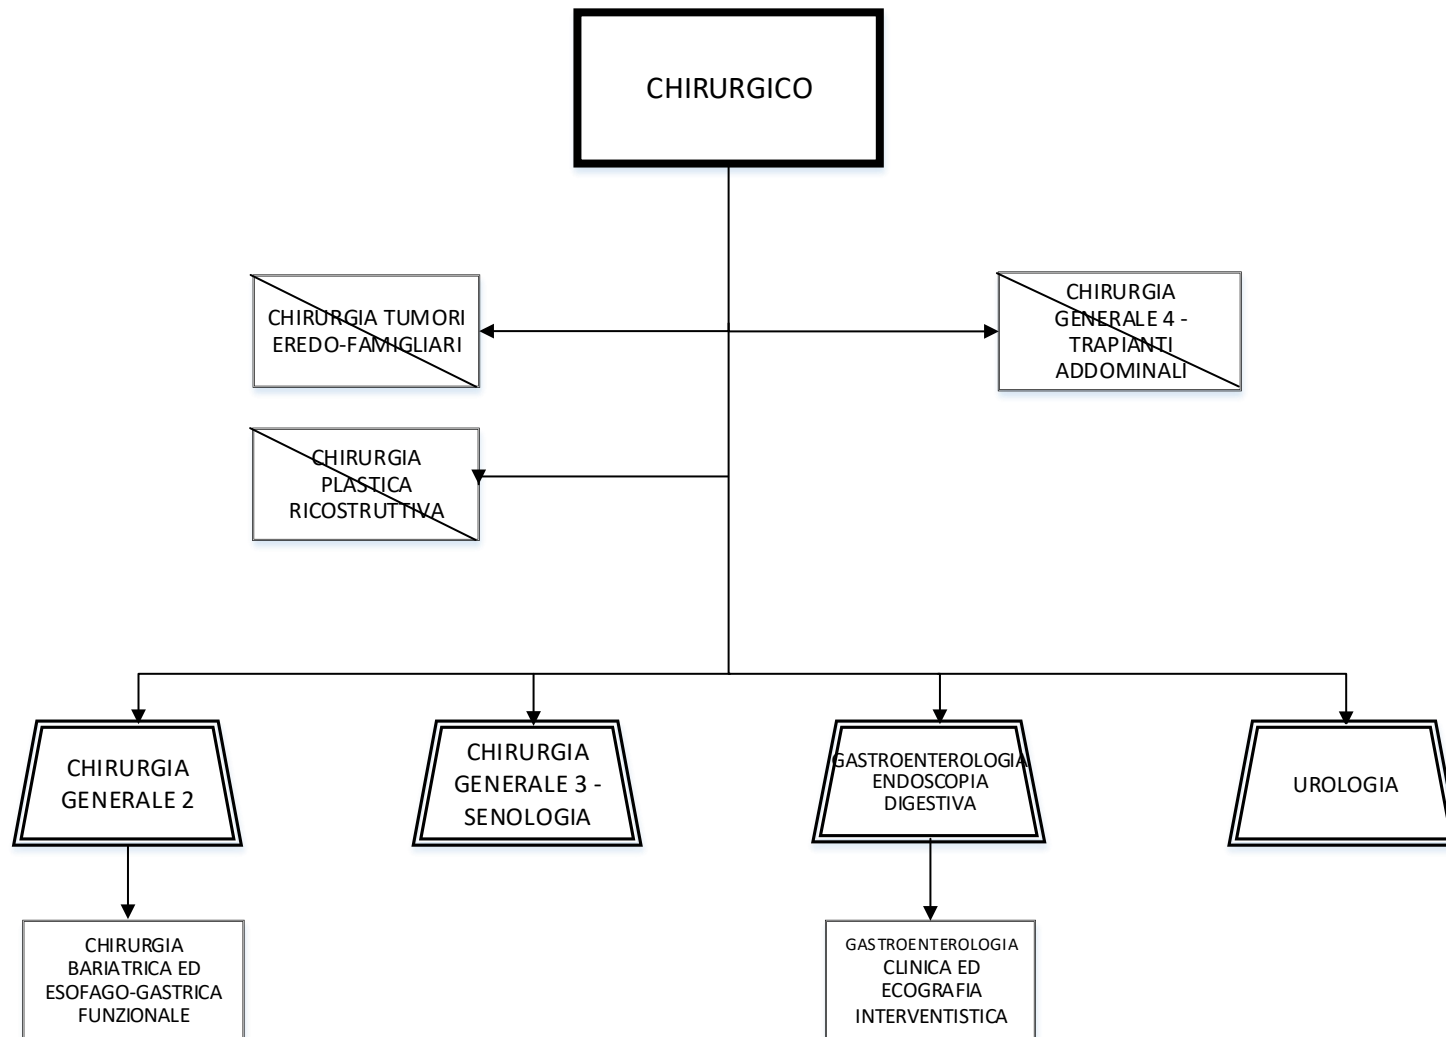 CHIRURGICO
CHIRURGIA TUMORI
EREDO-FAMIGLIARI
CHIRURGIA
GENERALE 4 -
TRAPIANTI
ADDOMINALI
CHIRURGIA
PLASTICA
RICOSTRUTTIVA
CHIRURGIA
GENERALE 2
CHIRURGIA
GENERALE 3 -
SENOLOGIA
GASTROENTEROLOGIA
ENDOSCOPIA
DIGESTIVA
UROLOGIA
CHIRURGIA
BARIATRICA ED
ESOFAGO-GASTRICA
FUNZIONALE
GASTROENTEROLOGIA
CLINICA ED
ECOGRAFIA
INTERVENTISTICA